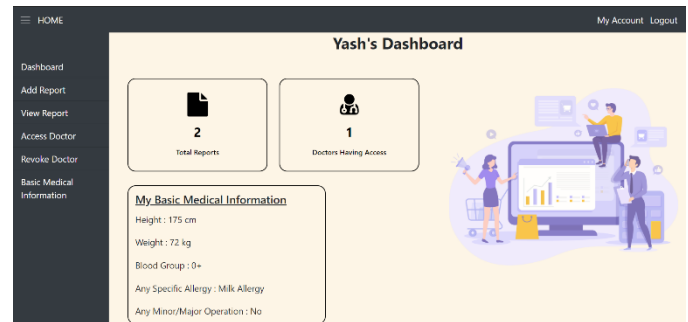 HOME
My Account Logout
Yash's Dashboard
Dashboard
Add Report
View Report
Access Doctor
Revoke Doctor
Basic Medical
Information
2
Total Reports
1
Doctors Having Access
My Basic Medical Information
Height : 175 cm
Weight : 72 kg
Blood Group : 0+
Any Specific Allergy : Milk Allergy
Any Minor/Major Operation : No